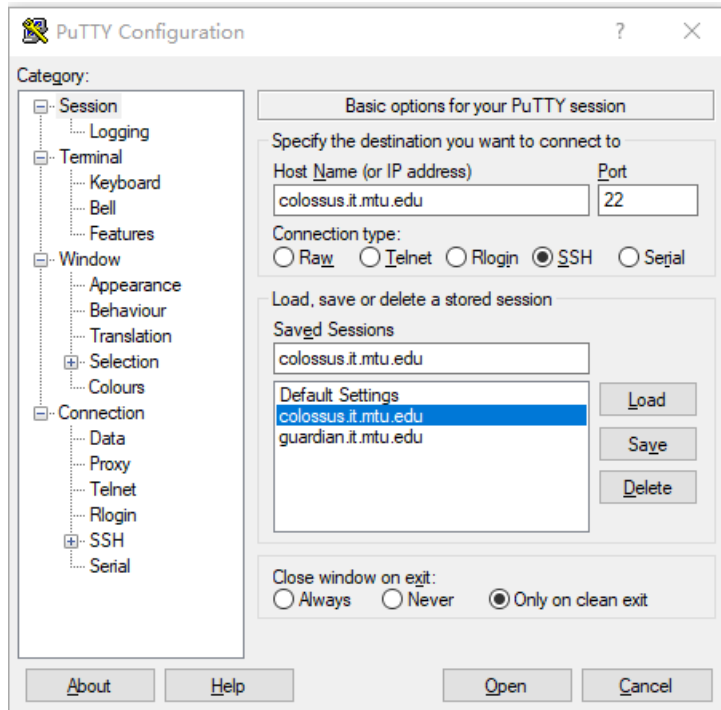 PuTTY Configuration ?
Category:
Session
Logging
Terminal
Keyboard
Bell
Features
Window
Appearance
Behaviour
Translation
Selection
Colours
Connection
Data
Proxy
Telnet
Rlogin
SSH
Serial
Basic options for your PuTTY session
Specify the destination you want to connect to
Host Name (or IP address) Port
colossus.it.mtu.edu 22
Connection type:
Raw Telnet Rlogin SSH Serial
Load, save or delete a stored session
Saved Sessions
colossus.it.mtu.edu
Default Settings
colossus.it.mtu.edu
guardian.it.mtu.edu
Load
Save
Delete
Close window on exit:
Always Never Only on clean exit
About Help Open Cancel